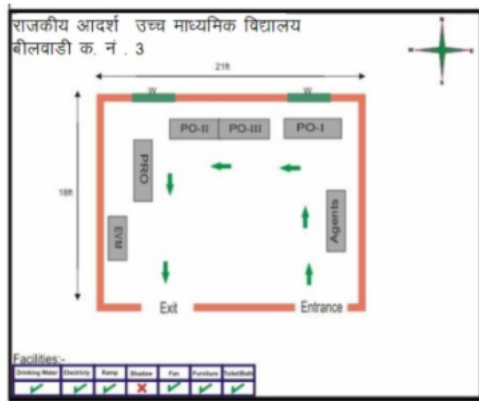 राजकीय आदर्श उच्च माध्यमिक विद्यालय
बीलवाडी क. नं . 3
21ft
W W
PO-II PO-III PO-I
PRO
18ft
Agents
EVM
Exit Entrance
Facilities:-
Drinking Water Electricity Ramp Shadow Fan Furniture Toilet/Bath